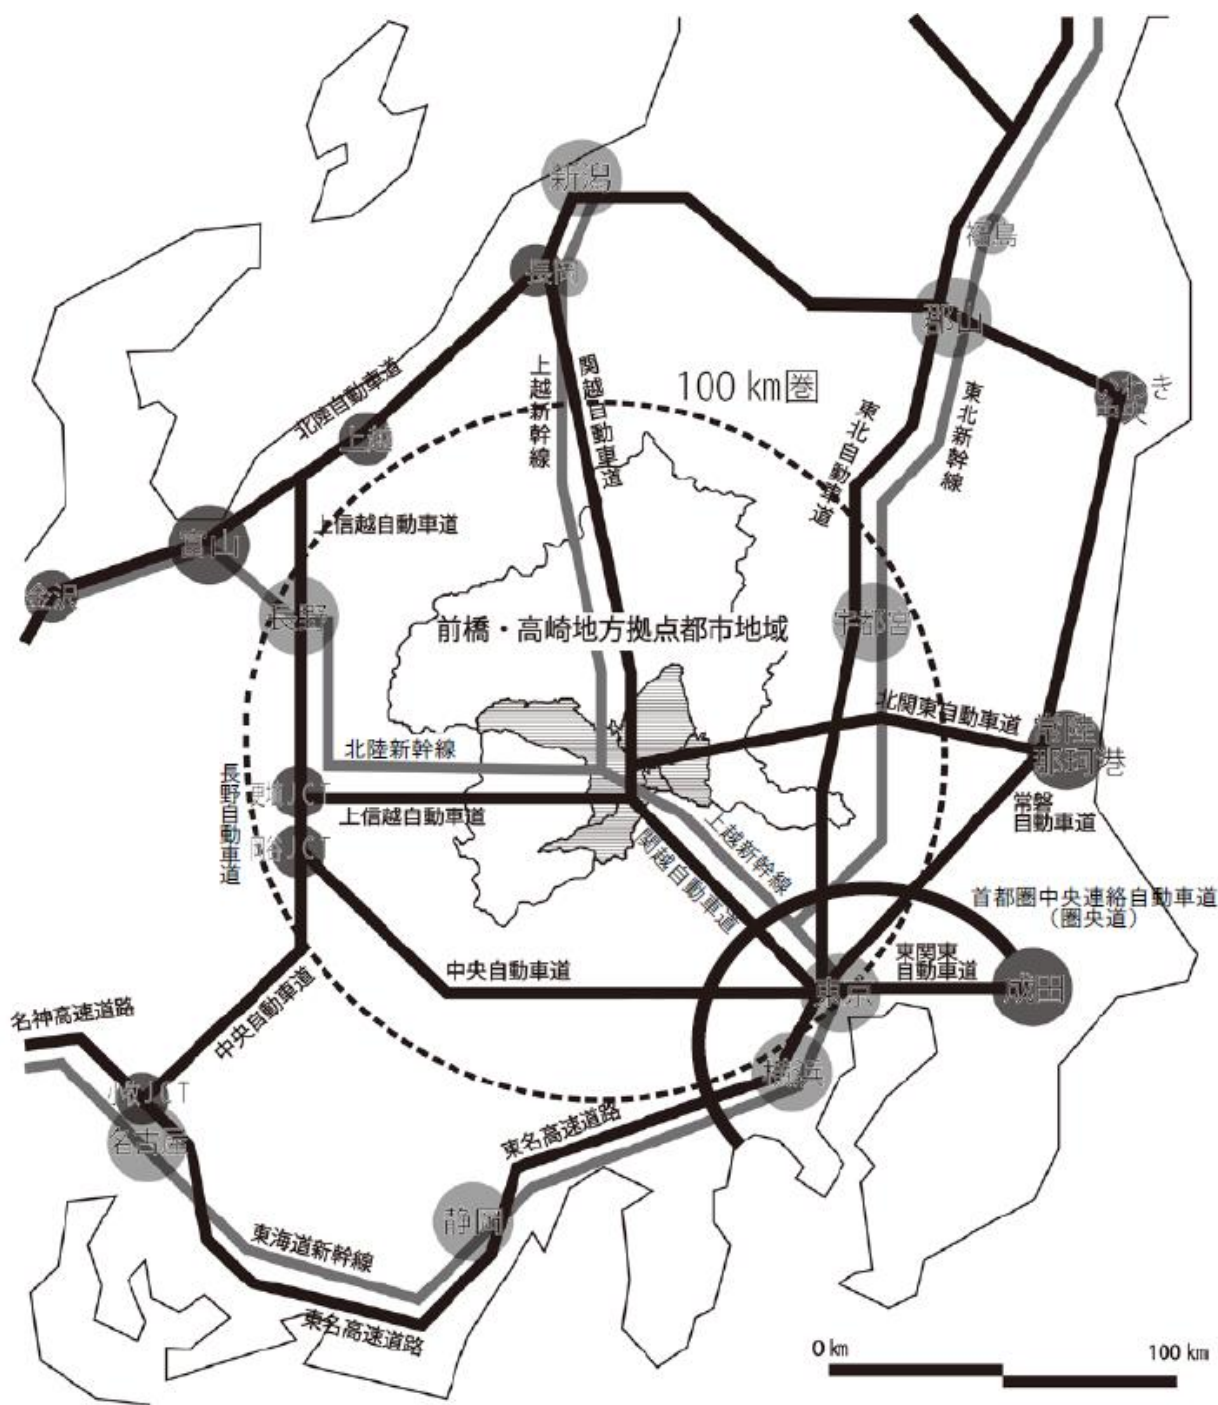 新潟
福島
長岡
郡山
100 km圏
北陸自動車道
上越新幹線
関越自動車道
東北自動車道
東北新幹線
上越
上信越自動車道
富山
金沢
長野
前橋・高崎地方拠点都市地域
宇都宮
北関東自動車道
常陸
那珂港
北陸新幹線
長野自動車道
更埴JCT
上信越自動車道
岡谷JCT
関越自動車道
上越新幹線
常磐
自動車道
首都圏中央連絡自動車道
(圏央道)
中央自動車道
東京
東関東
自動車道
成田
名神高速道路
中央自動車道
小牧JCT
名古屋
東名高速道路
静岡
東海道新幹線
東名高速道路
0 km
100 km